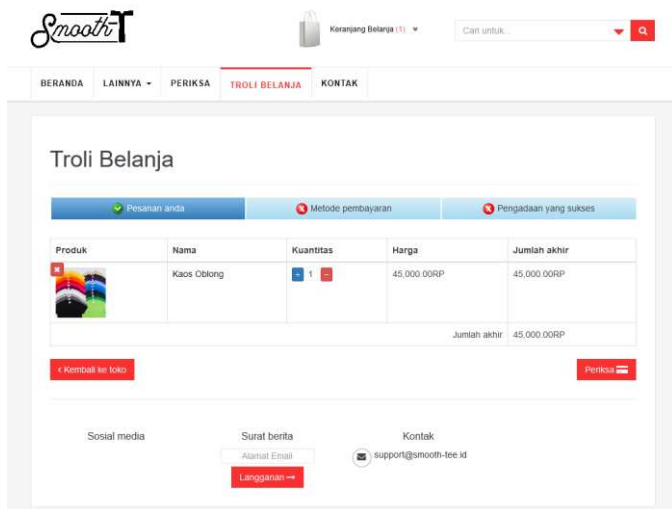 Smooth-T
Keranjang Belanja (1)
Cari untuk...
BERANDA LAINNYA PERIKSA TROLI BELANJA KONTAK
Troli Belanja
Pesanan anda Metode pembayaran Pengadaan yang sukses
Produk Nama Kuantitas Harga Jumlah akhir
Kaos Oblong + 1 - 45,000.00RP 45,000.00RP
Jumlah akhir 45,000.00RP
Kembali ke toko Periksa
Sosial media Surat berita Kontak
Alamat Email support@smooth-tee.id
Langganan